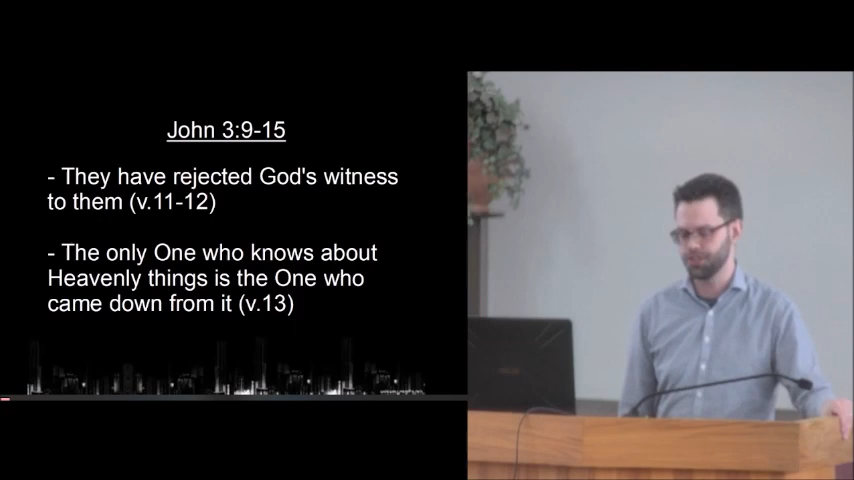 John 3:9-15
- They have rejected God's witness
to them (v.11-12)
- The only One who knows about
Heavenly things is the One who
came down from it (v.13)